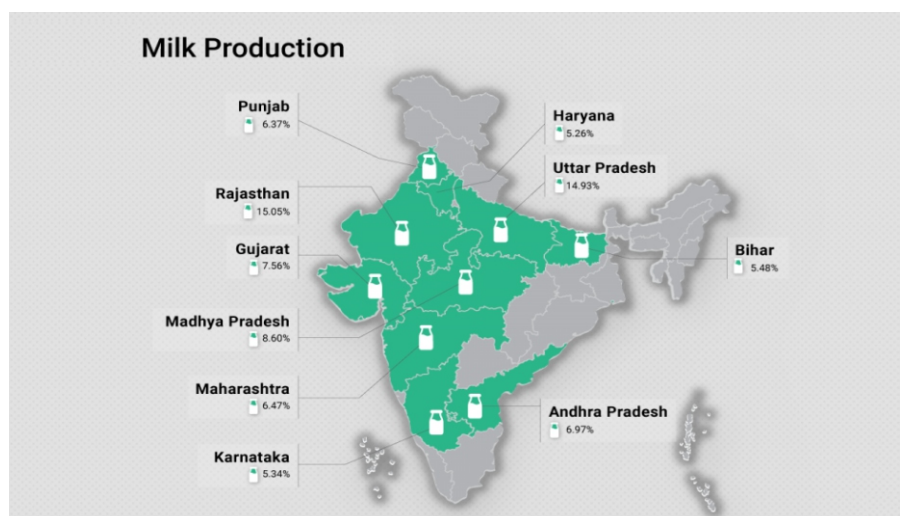 Milk Production
Punjab
6.37%
Haryana
5.26%
Uttar Pradesh
14.93%
Rajasthan
15.05%
Gujarat
7.56%
Bihar
5.48%
Madhya Pradesh
8.60%
Maharashtra
6.47%
Andhra Pradesh
6.97%
Karnataka
5.34%